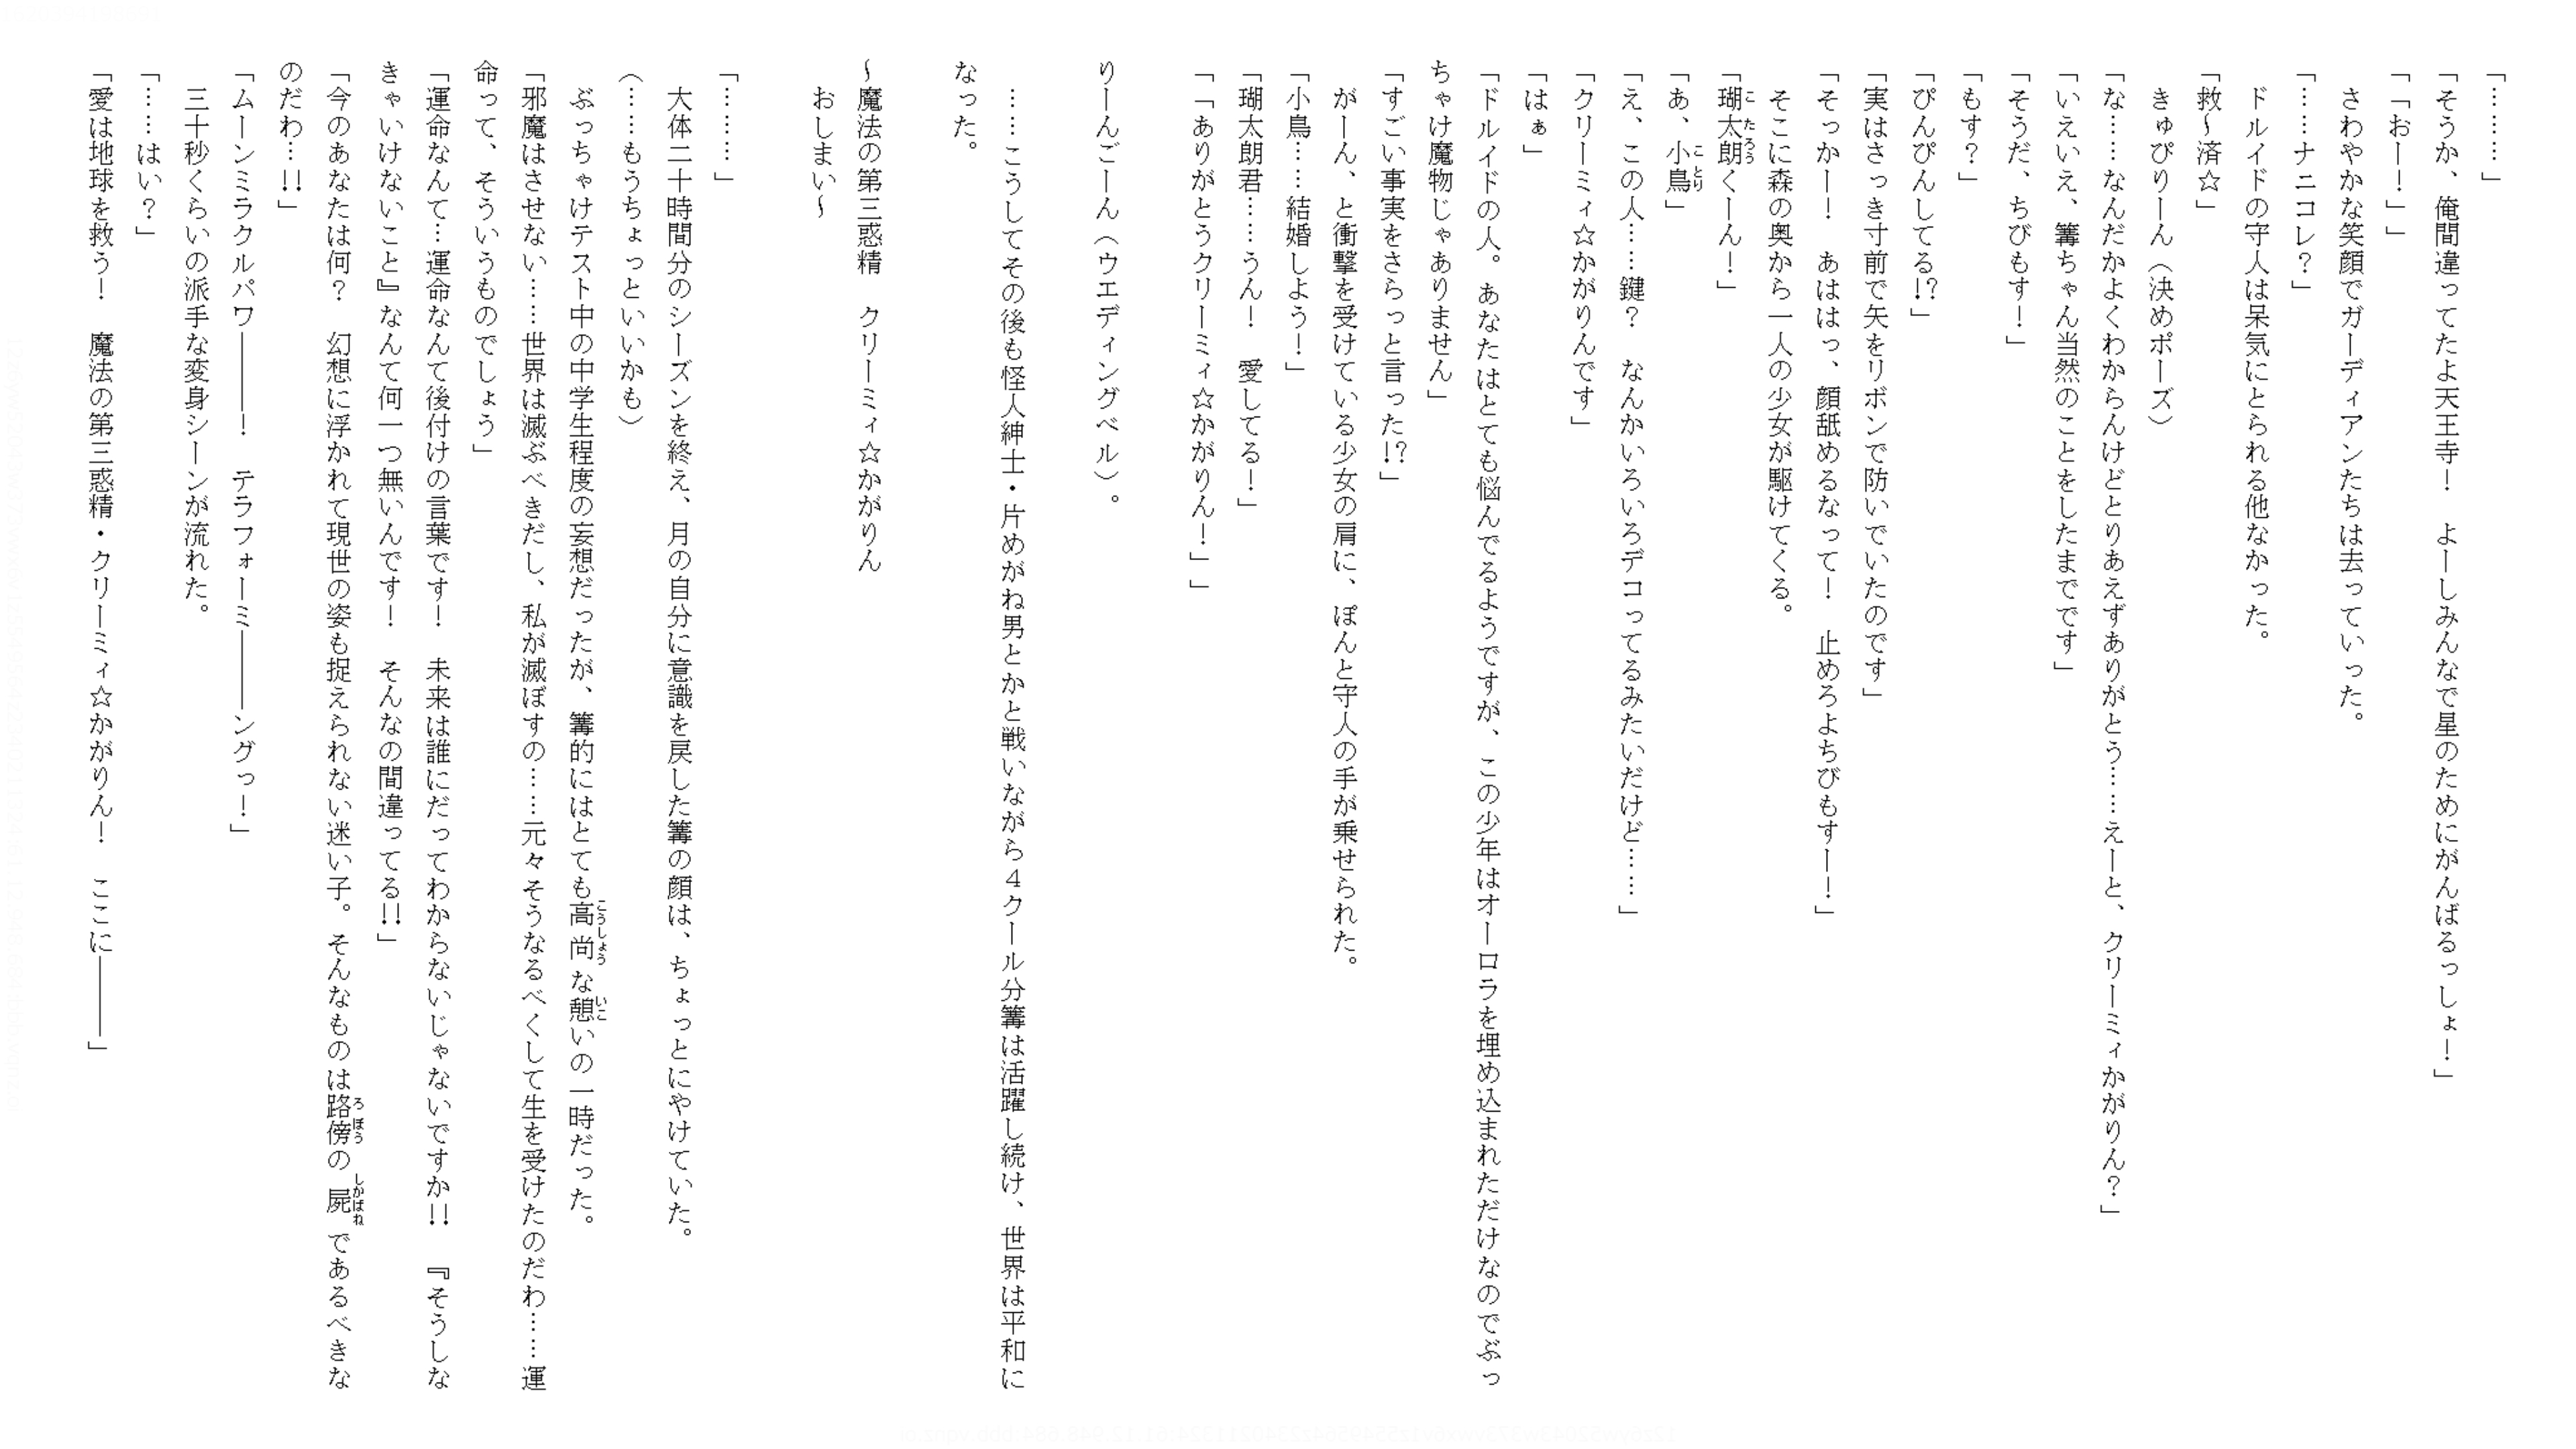 「………」
「そうか、俺間違ってたよ天王寺！　よーしみんなで星のためにがんばるっしょ！」
「「おー！」」
さわやかな笑顔でガーディアンたちは去っていった。
「……ナニコレ？」
ドルイドの守人は呆気にとられる他なかった。
「救～済☆」
きゅぴりーん（決めポーズ）
「な……なんだかよくわからんけどとりあえずありがとう……えーと、クリーミィかがりん？」
「いえいえ、篝ちゃん当然のことをしたまでです」
「そうだ、ちびもす！」
「もす？」
ぴんぴんしてる!?」
「実はさっき寸前で矢をリボンで防いでいたのです」
「そっかー！　あははっ、顔舐めるなって！　止めろよちびもすー！」
そこに森の奥から一人の少女が駆けてくる。
「瑚太朗くーん！」
「あ、小鳥」
「え、この人……鍵？　なんかいろいろデコってるみたいだけど……」
「クリーミィ☆かがりんです」
「はぁ」
「ドルイドの人。あなたはとても悩んでるようですが、この少年はオーロラを埋め込まれただけなのでぶっ
ちゃけ魔物じゃありません」
「すごい事実をさらっと言った!?」
がーん、と衝撃を受けている少女の肩に、ぽんと守人の手が乗せられた。
「小鳥……結婚しよう！」
「瑚太朗君……うん！　愛してる！」
「「ありがとうクリーミィ☆かがりん！」」
りーんごーん（ウエディングベル）。
……こうしてその後も怪人紳士・片めがね男とかと戦いながら４クール分篝は活躍し続け、世界は平和に
なった。
～魔法の第三惑精　クリーミィ☆かがりん
おしまい～
「………」
大体二十時間分のシーズンを終え、月の自分に意識を戻した篝の顔は、ちょっとにやけていた。
（……もうちょっといいかも）
ぶっちゃけテスト中の中学生程度の妄想だったが、篝的にはとても高尚な憩いの一時だった。
「邪魔はさせない……世界は滅ぶべきだし、私が滅ぼすの……元々そうなるべくして生を受けたのだわ……運
命って、そういうものでしょう」
「運命なんて…運命なんて後付けの言葉です！　未来は誰にだってわからないじゃないですか!!　『そうしな
きゃいけないこと』なんて何一つ無いんです！　そんなの間違ってる!!」
「今のあなたは何？　幻想に浮かれて現世の姿も捉えられない迷い子。そんなものは路傍の屍であるべきな
のだわ…!!」
「ムーンミラクルパワ―――！　テラフォーミ―――ングっ！」
三十秒くらいの派手な変身シーンが流れた。
「……はい？」
「愛は地球を救う！　魔法の第三惑精・クリーミィ☆かがりん！　ここに―――」